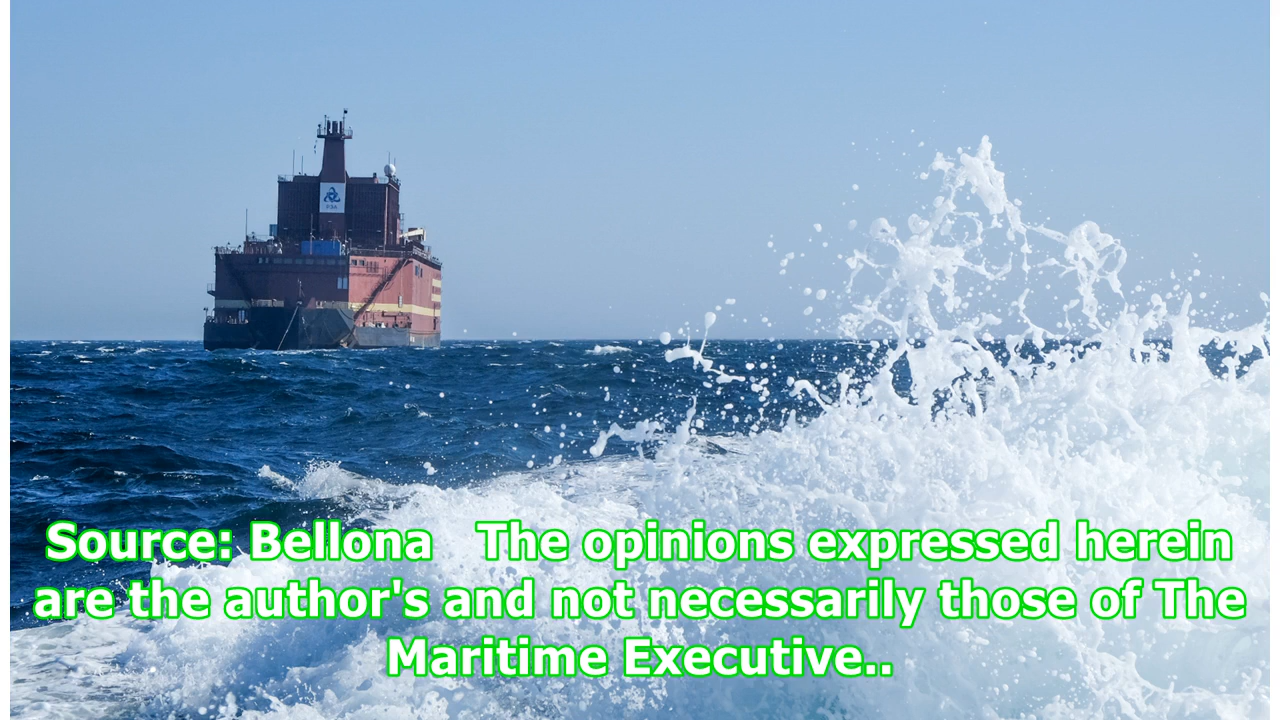 Source: Bellona   The opinions expressed herein
are the author's and not necessarily those of The
Maritime Executive..